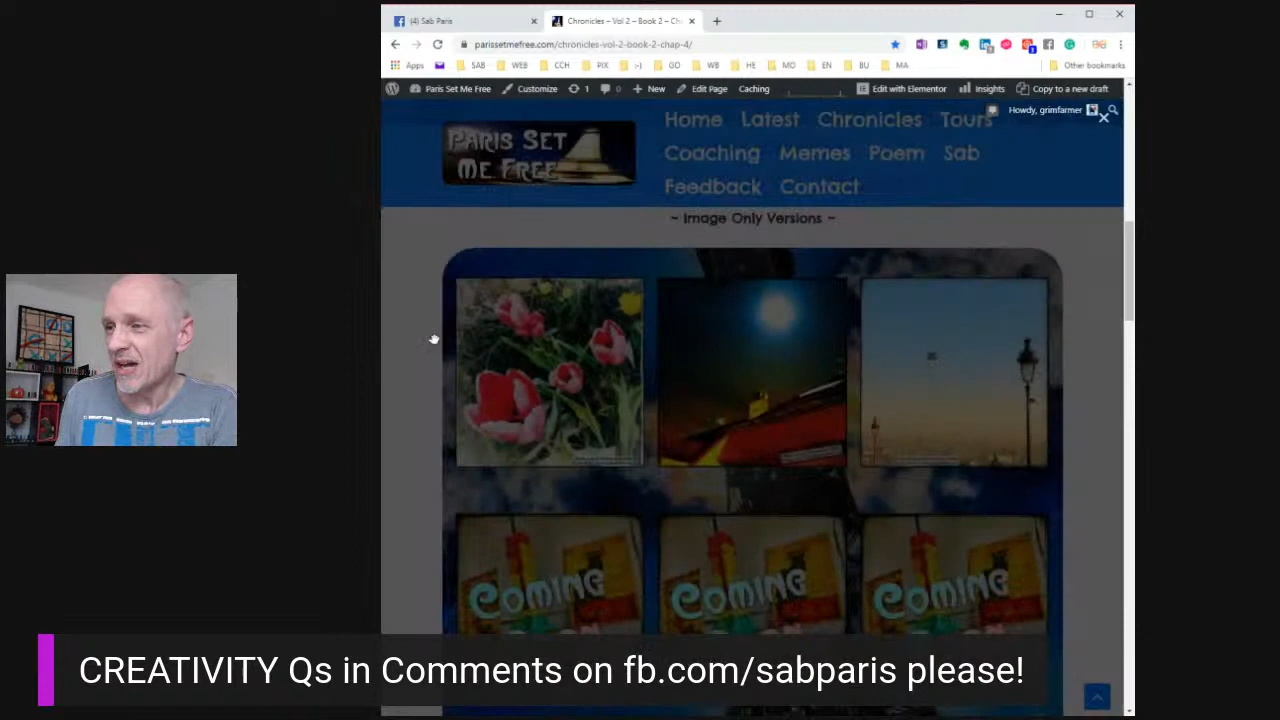 (4) Sab Paris
Chronicles – Vol 2 – Book 2 – Ch
parissetmefree.com/chronicles-vol-2-book-2-chap-4/
Apps SAB WEB CCH PIX :-) GO WB HE MO EN BU MA Other bookmarks
Paris Set Me Free Customize 1 0 New Edit Page Caching Edit with Elementor Insights Copy to a new draft
Howdy, grimfarmer
PARIS SET
ME FREE
Home Latest Chronicles Tours
Coaching Memes Poem Sab
Feedback Contact
~ Image Only Versions ~
COMING COMING COMING
CREATIVITY Qs in Comments on fb.com/sabparis please!